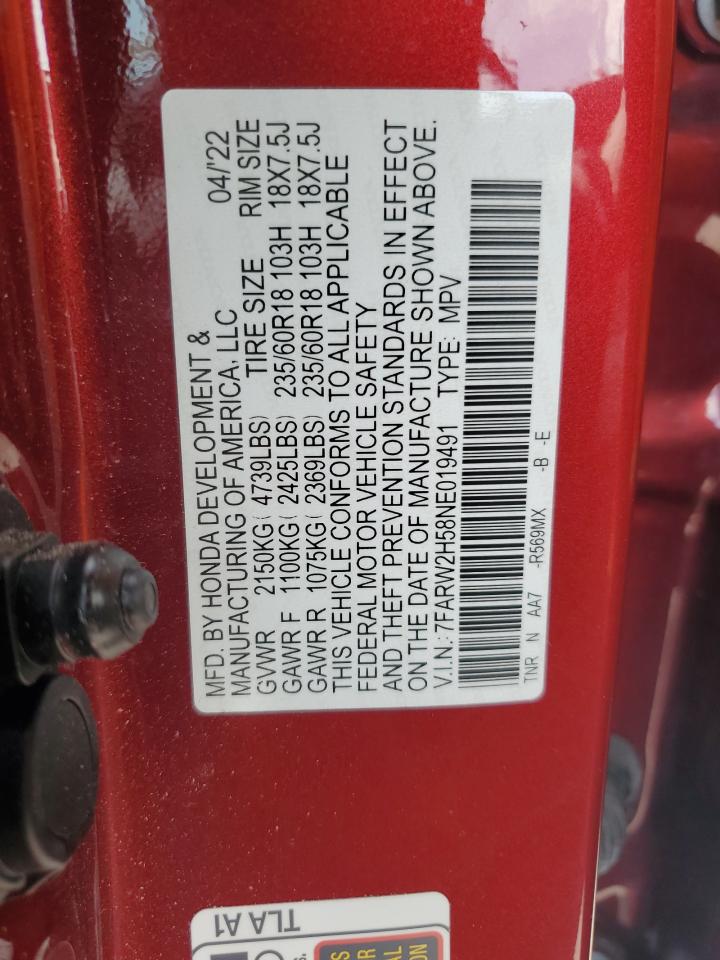 MFD. BY HONDA DEVELOPMENT &
MANUFACTURING OF AMERICA, LLC 04/'22
GVWR 2150KG( 4739LBS) TIRE SIZE RIM SIZE
GAWR F 1100KG( 2425LBS) 235/60R18 103H 18X7.5J
GAWR R 1075KG( 2369LBS) 235/60R18 103H 18X7.5J
THIS VEHICLE CONFORMS TO ALL APPLICABLE
FEDERAL MOTOR VEHICLE SAFETY
AND THEFT PREVENTION STANDARDS IN EFFECT
ON THE DATE OF MANUFACTURE SHOWN ABOVE.
V.I.N.: 7FARW2H58NE019491 TYPE: MPV
TNR N AA7 -R569MX -B -E
TLA A1